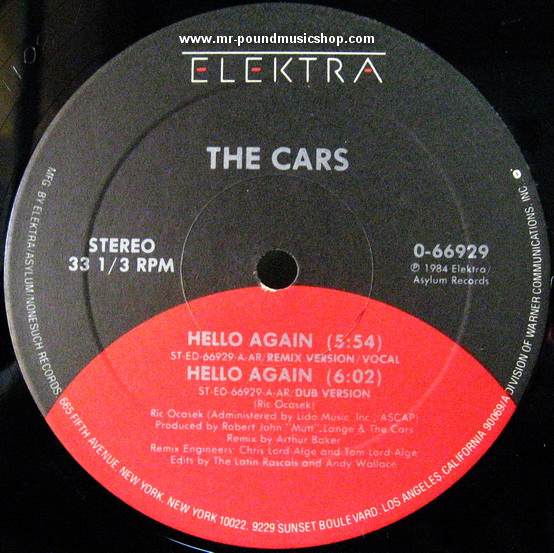 www.mr-poundmusicshop.com
ELEKTRA
THE CARS
STEREO
33 1/3 RPM
0-66929
℗ 1984 Elektra/
Asylum Records
HELLO AGAIN (5:54)
ST-ED-66929-A-AR/REMIX VERSION/VOCAL
HELLO AGAIN (6:02)
ST-ED-66929-A-AR/DUB VERSION
(Ric Ocasek)
Ric Ocasek (Administered by Lido Music Inc., ASCAP)
Produced by Robert John "Mutt" Lange & The Cars
Remix by Arthur Baker
Remix Engineers: Chris Lord-Alge and Tom Lord-Alge
Edits by The Latin Rascals and Andy Wallace
MFG. BY ELEKTRA/ASYLUM/NONESUCH RECORDS, 665 FIFTH AVENUE, NEW YORK, NEW YORK 10022. 9229 SUNSET BOULEVARD, LOS ANGELES, CALIFORNIA 90069/A DIVISION OF WARNER COMMUNICATIONS, INC.